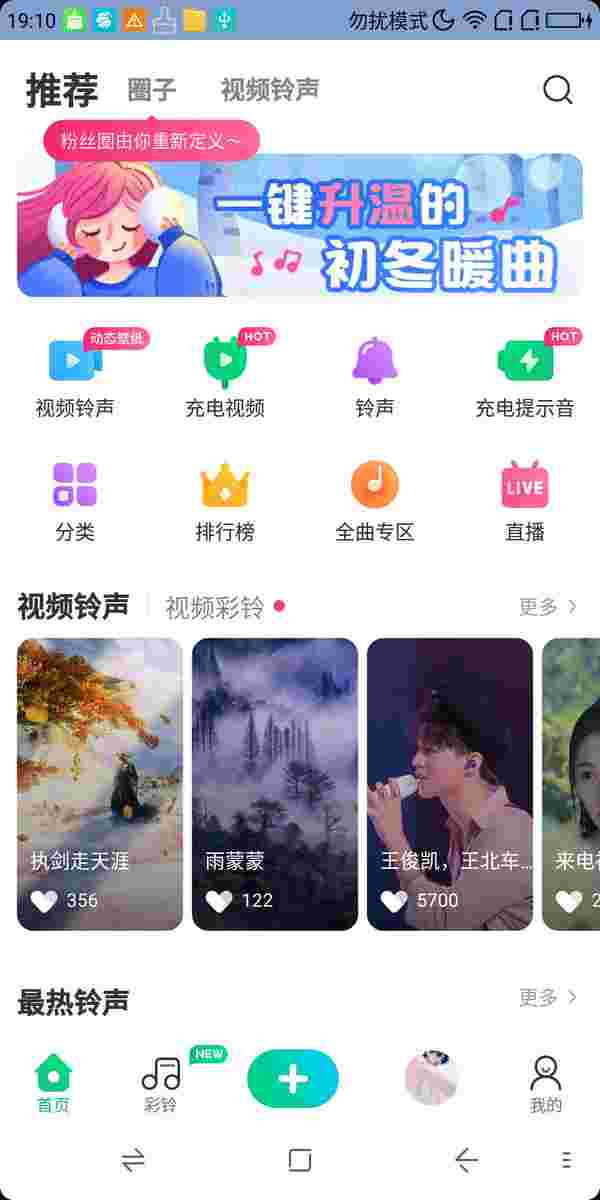 19:10 勿扰模式
推荐 圈子 视频铃声
粉丝圈由你重新定义~
一键升温的
初冬暖曲
动态壁纸 HOT HOT
视频铃声 充电视频 铃声 充电提示音
LIVE
分类 排行榜 全曲专区 直播
视频铃声 视频彩铃 更多
执剑走天涯 雨蒙蒙 王俊凯，王北车... 来电
356 122 5700 2
最热铃声 更多
NEW
首页 彩铃 我的